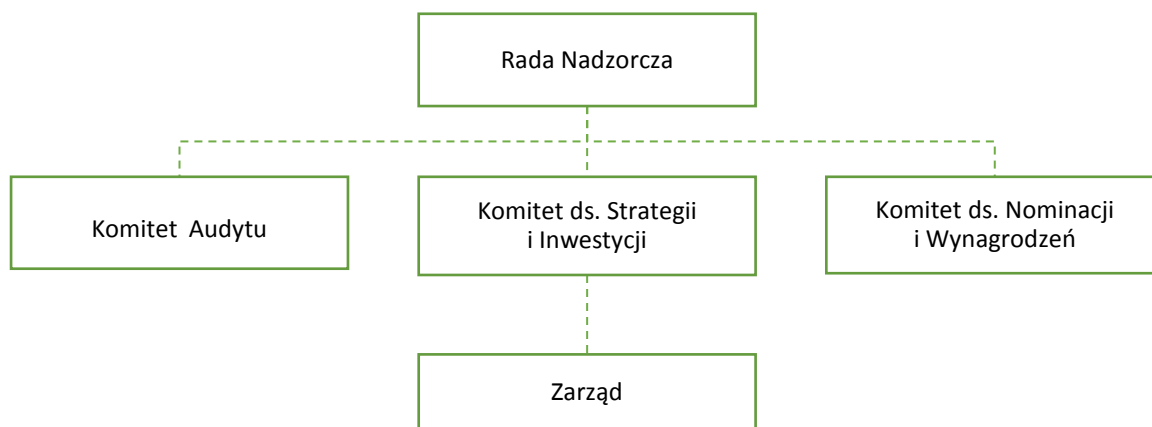 Rada Nadzorcza
Komitet Audytu
Komitet ds. Strategii
i Inwestycji
Komitet ds. Nominacji
i Wynagrodzeń
Zarząd